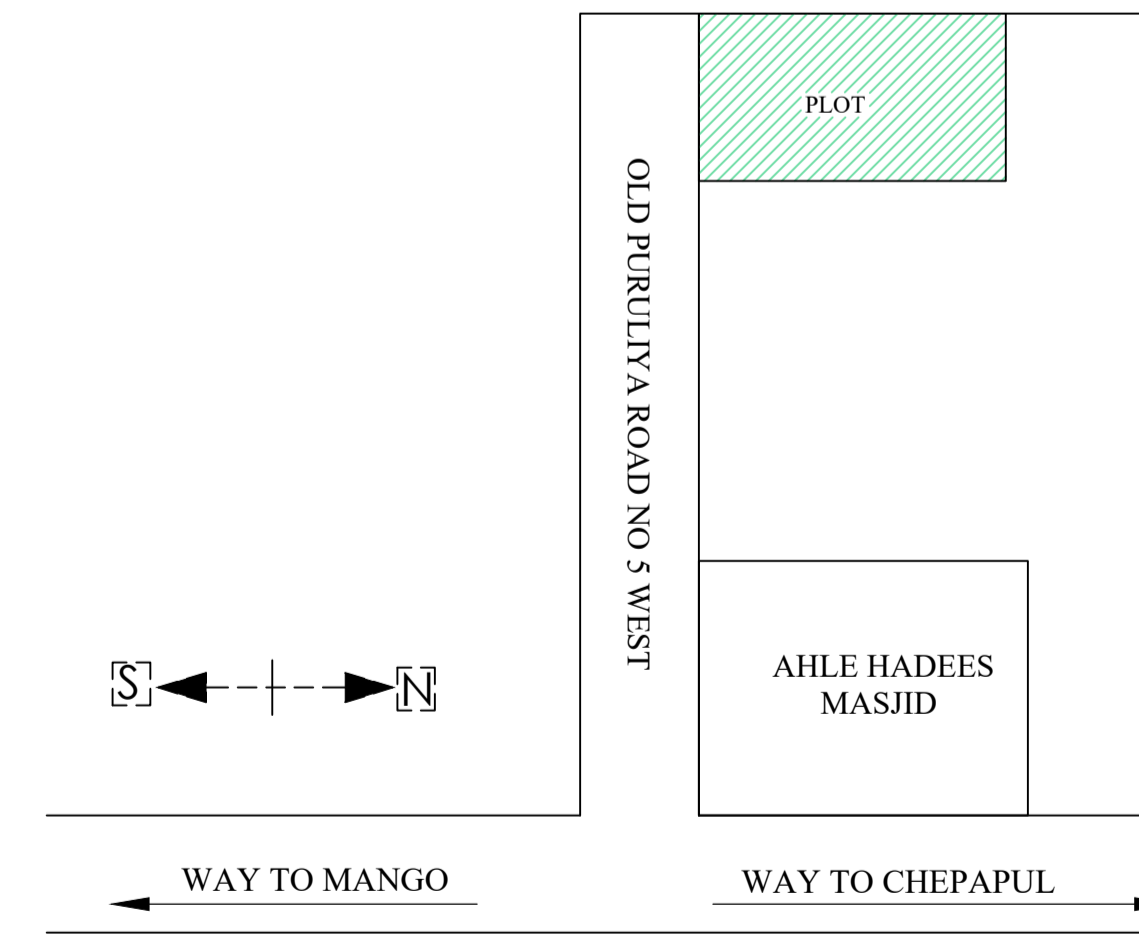 PLOT
OLD PURULIYA ROAD NO 5 WEST
S
N
AHLE HADEES
MASJID
WAY TO MANGO
WAY TO CHEPAPUL